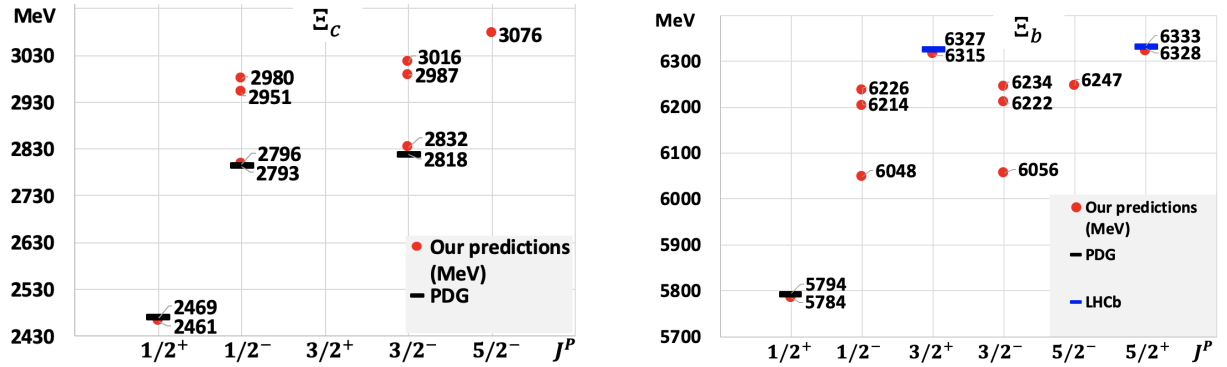 MeV
Ξc
3030
2930
2830
2730
2630
2530
2430
3076
3016
2987
2980
2951
2832
2818
2796
2793
2469
2461
Our predictions
(MeV)
PDG
1/2⁺ 1/2⁻ 3/2⁺ 3/2⁻ 5/2⁻ Jᴾ
MeV
Ξb
6300
6200
6100
6000
5900
5800
5700
6327
6315
6333
6328
6226
6214
6234
6222
6247
6048
6056
5794
5784
Our predictions
(MeV)
PDG
LHCb
1/2⁺ 1/2⁻ 3/2⁺ 3/2⁻ 5/2⁻ 5/2⁺ Jᴾ